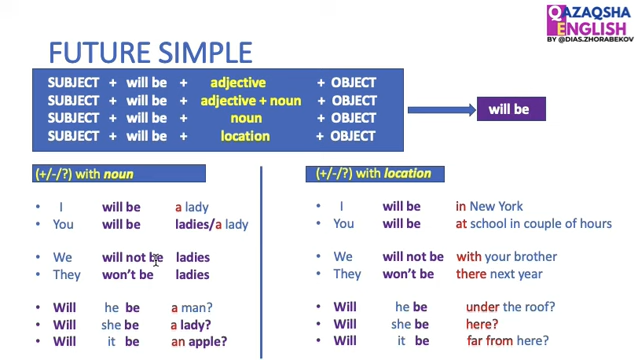 QAZAQSHA
ENGLISH
BY @DIAS.ZHORABEKOV
FUTURE SIMPLE
SUBJECT + will be + adjective + OBJECT
SUBJECT + will be + adjective + noun + OBJECT
SUBJECT + will be + noun + OBJECT
SUBJECT + will be + location + OBJECT
will be
(+/-/?) with noun
• I will be a lady
• You will be ladies/a lady
• We will not be ladies
• They won't be ladies
• Will he be a man?
• Will she be a lady?
• Will it be an apple?
(+/-/?) with location
• I will be in New York
• You will be at school in couple of hours
• We will not be with your brother
• They won't be there next year
• Will he be under the roof?
• Will she be here?
• Will it be far from here?